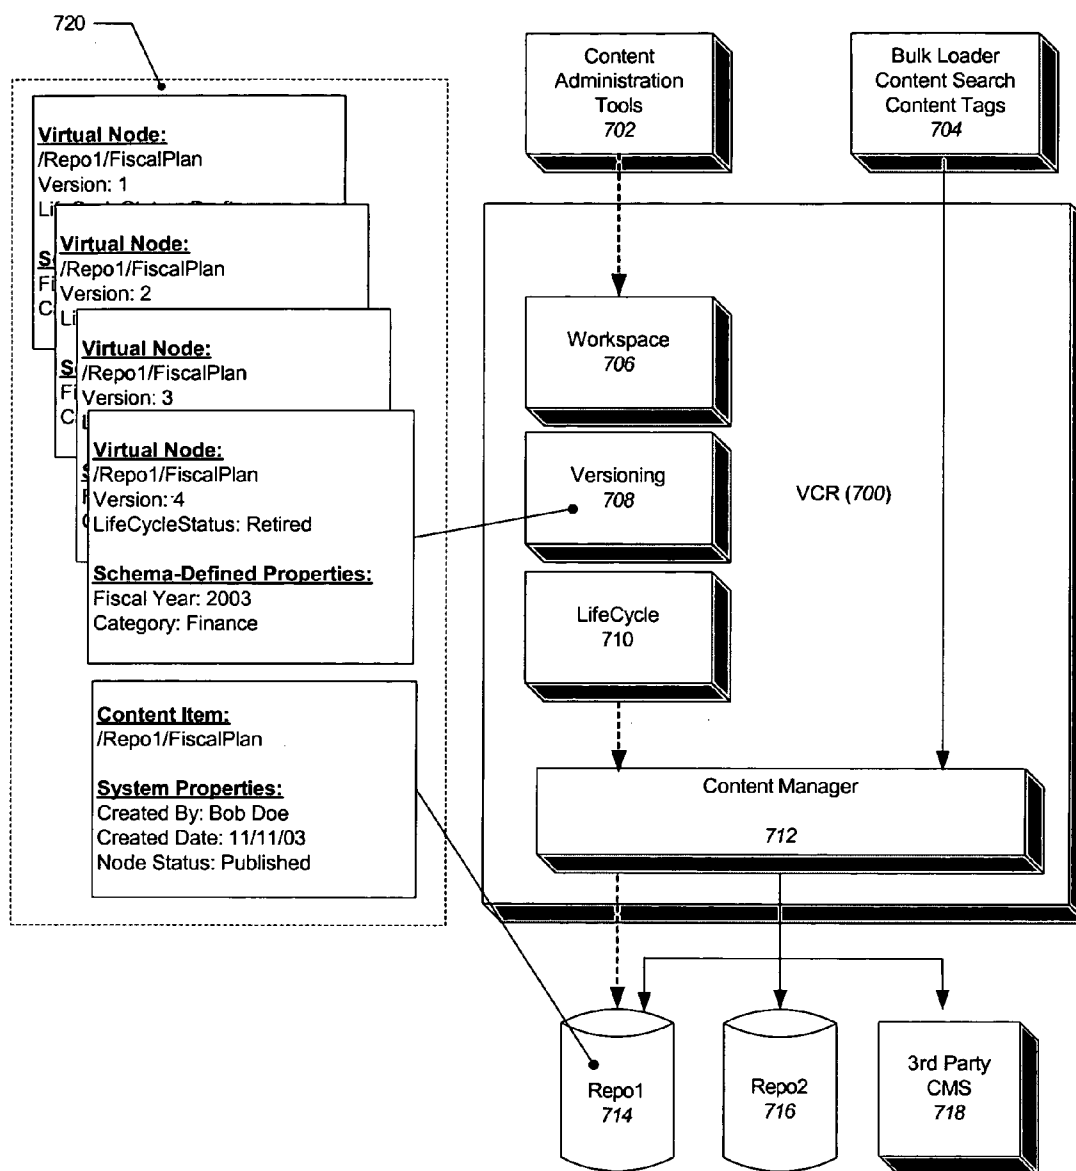 720
Virtual Node:
/Repo1/FiscalPlan
Version: 1
Virtual Node:
/Repo1/FiscalPlan
Version: 2
Virtual Node:
/Repo1/FiscalPlan
Version: 3
Virtual Node:
/Repo1/FiscalPlan
Version: 4
LifeCycleStatus: Retired
Schema-Defined Properties:
Fiscal Year: 2003
Category: Finance
Content Item:
/Repo1/FiscalPlan
System Properties:
Created By: Bob Doe
Created Date: 11/11/03
Node Status: Published
Content
Administration
Tools
702
Bulk Loader
Content Search
Content Tags
704
Workspace
706
Versioning
708
VCR (700)
LifeCycle
710
Content Manager
712
Repo1
714
Repo2
716
3rd Party
CMS
718